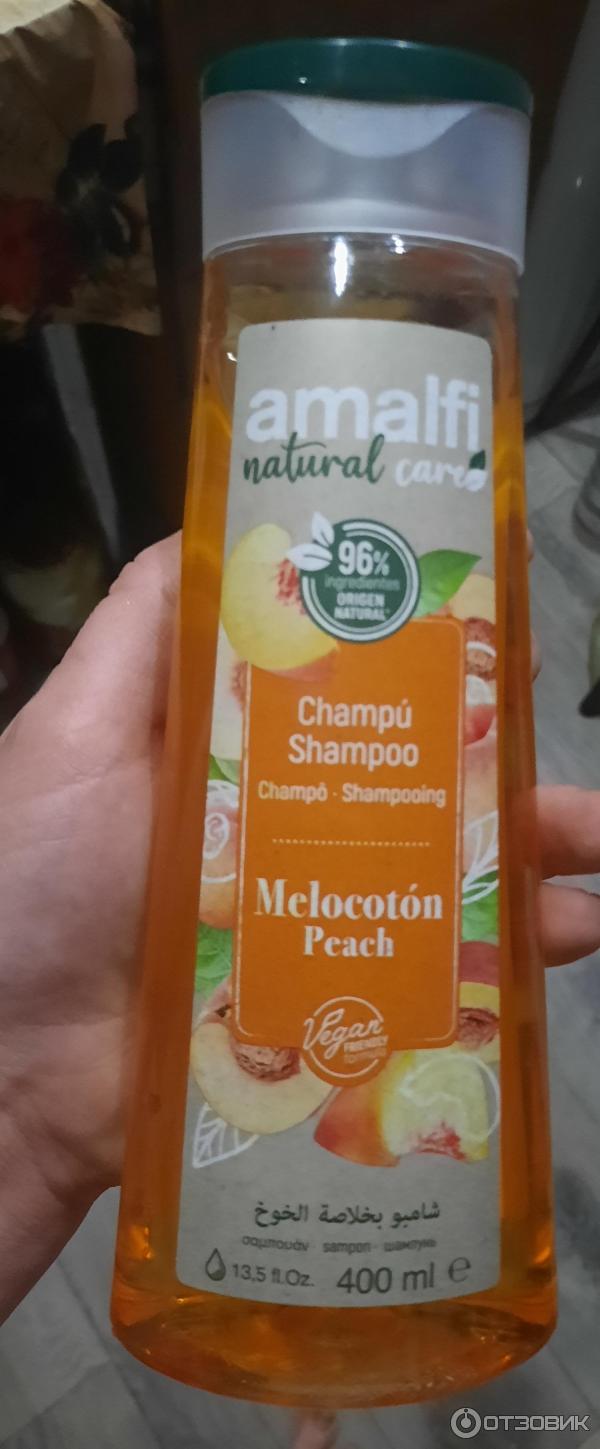 amalfi
natural care
96%
ingredientes
ORIGEN
NATURAL*
Champú
Shampoo
Champô · Shampooing
Melocotón
Peach
Vegan
FRIENDLY
formula
شامبو بخلاصة الخوخ
σαμπουάν · sampon · шампунь
13,5 fl.Oz. 400 ml e
ОТЗОВИК